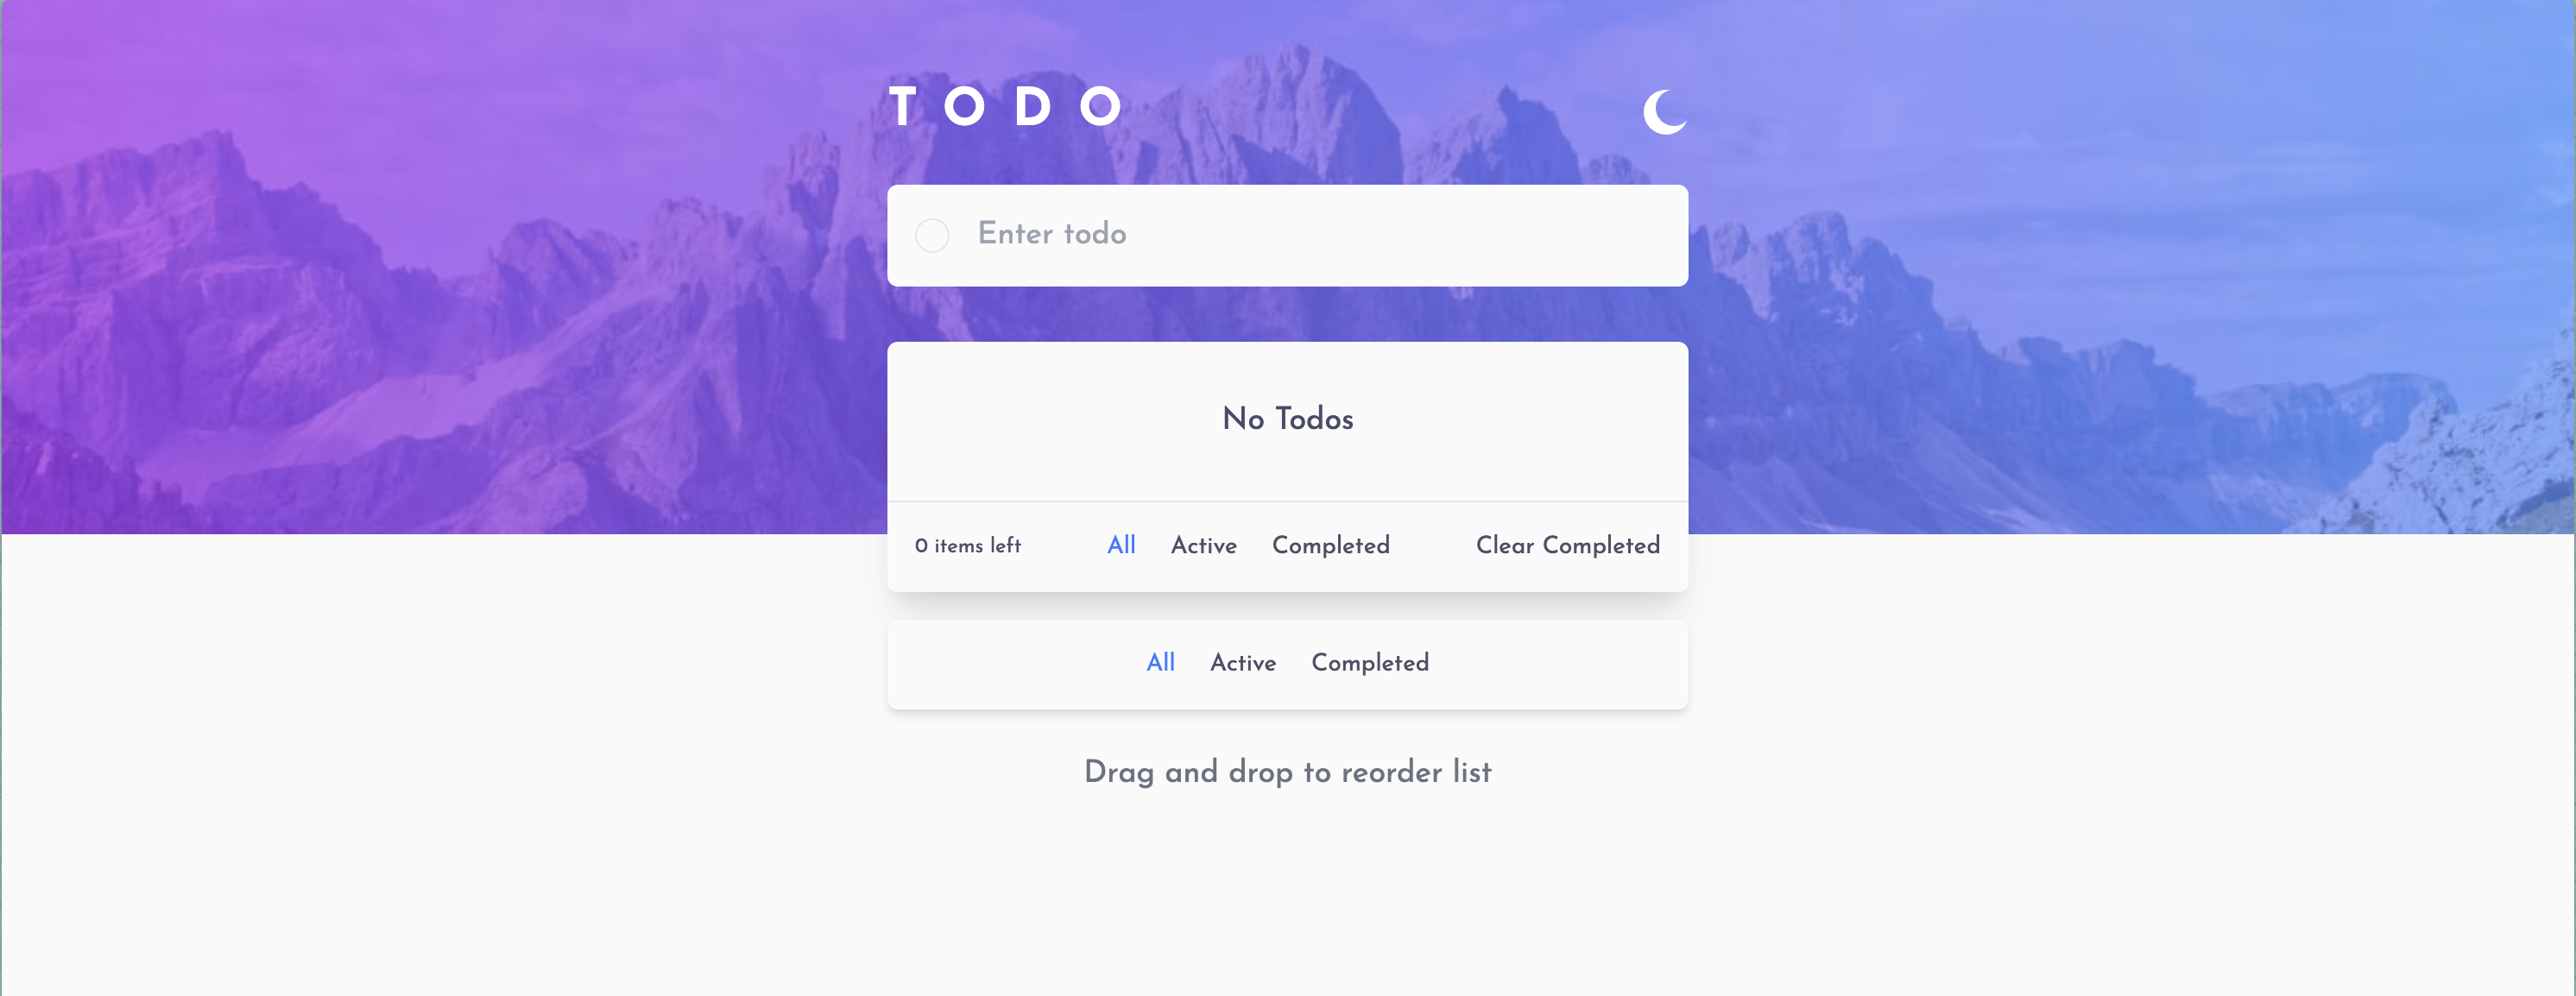 TODO
Enter todo
No Todos
0 items left All Active Completed Clear Completed
All Active Completed
Drag and drop to reorder list